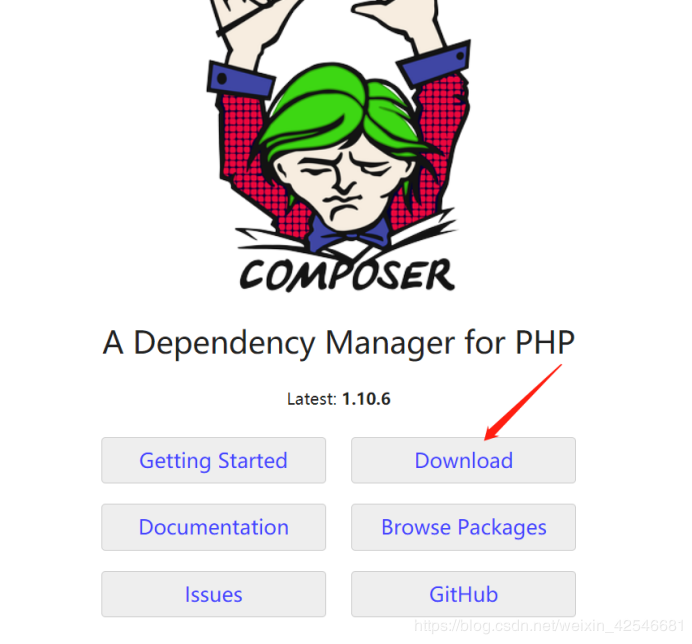 COMPOSER
A Dependency Manager for PHP
Latest: 1.10.6
Getting Started
Download
Documentation
Browse Packages
Issues
GitHub
https://blog.csdn.net/weixin_42546681